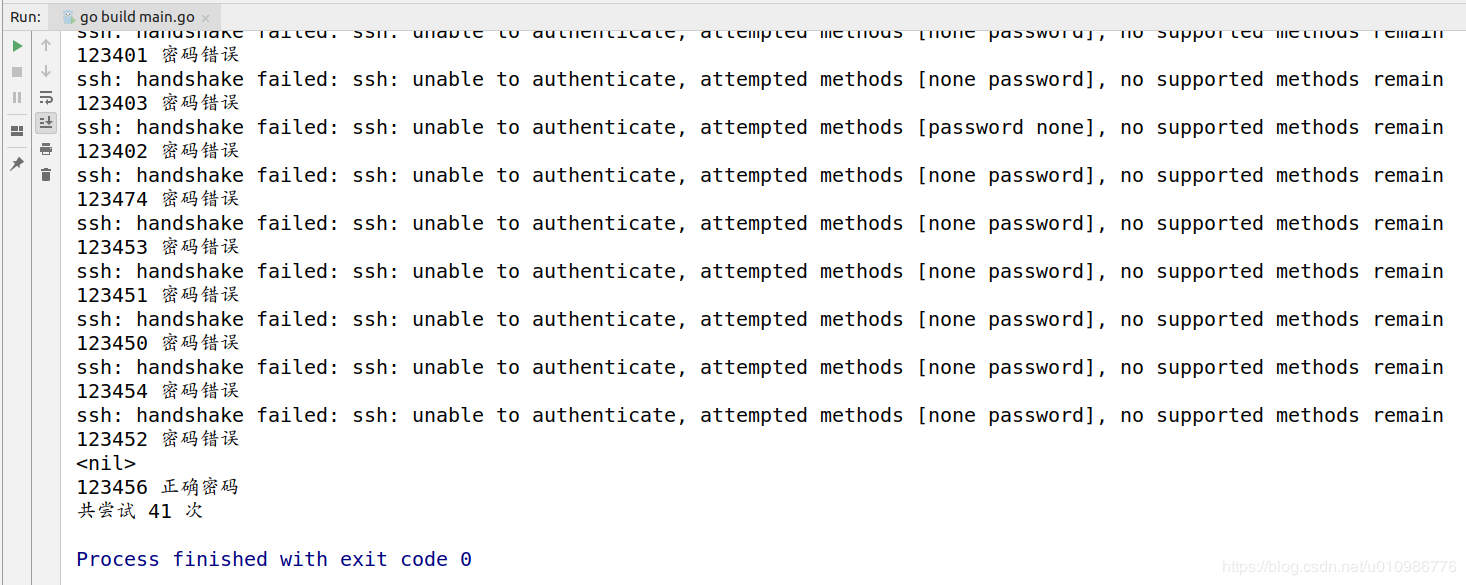 Run: go build main.go
ssh: handshake failed: ssh: unable to authenticate, attempted methods [none password], no supported methods remain
123401 密码错误
ssh: handshake failed: ssh: unable to authenticate, attempted methods [none password], no supported methods remain
123403 密码错误
ssh: handshake failed: ssh: unable to authenticate, attempted methods [password none], no supported methods remain
123402 密码错误
ssh: handshake failed: ssh: unable to authenticate, attempted methods [none password], no supported methods remain
123474 密码错误
ssh: handshake failed: ssh: unable to authenticate, attempted methods [none password], no supported methods remain
123453 密码错误
ssh: handshake failed: ssh: unable to authenticate, attempted methods [none password], no supported methods remain
123451 密码错误
ssh: handshake failed: ssh: unable to authenticate, attempted methods [none password], no supported methods remain
123450 密码错误
ssh: handshake failed: ssh: unable to authenticate, attempted methods [none password], no supported methods remain
123454 密码错误
ssh: handshake failed: ssh: unable to authenticate, attempted methods [none password], no supported methods remain
123452 密码错误
<nil>
123456 正确密码
共尝试 41 次
Process finished with exit code 0
https://blog.csdn.net/u010986776